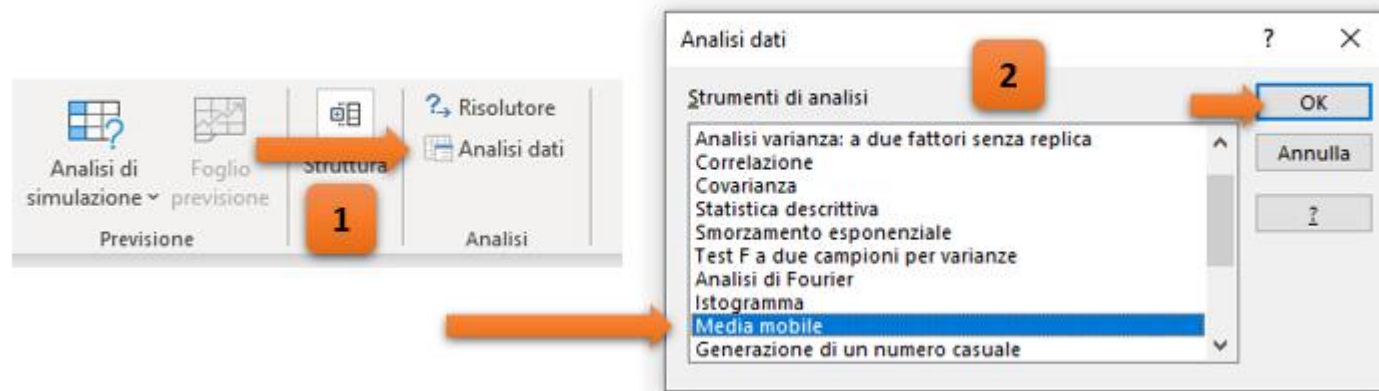 Analisi di
simulazione
Foglio
previsione
Previsione
Struttura
1
Risolutore
Analisi dati
Analisi
Analisi dati
?
2
Strumenti di analisi
Analisi varianza: a due fattori senza replica
Correlazione
Covarianza
Statistica descrittiva
Smorzamento esponenziale
Test F a due campioni per varianze
Analisi di Fourier
Istogramma
Media mobile
Generazione di un numero casuale
OK
Annulla
?